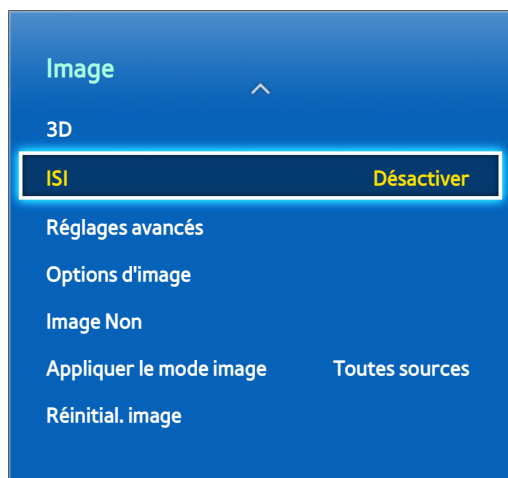 Image
3D
ISI Désactiver
Réglages avancés
Options d'image
Image Non
Appliquer le mode image Toutes sources
Réinitial. image